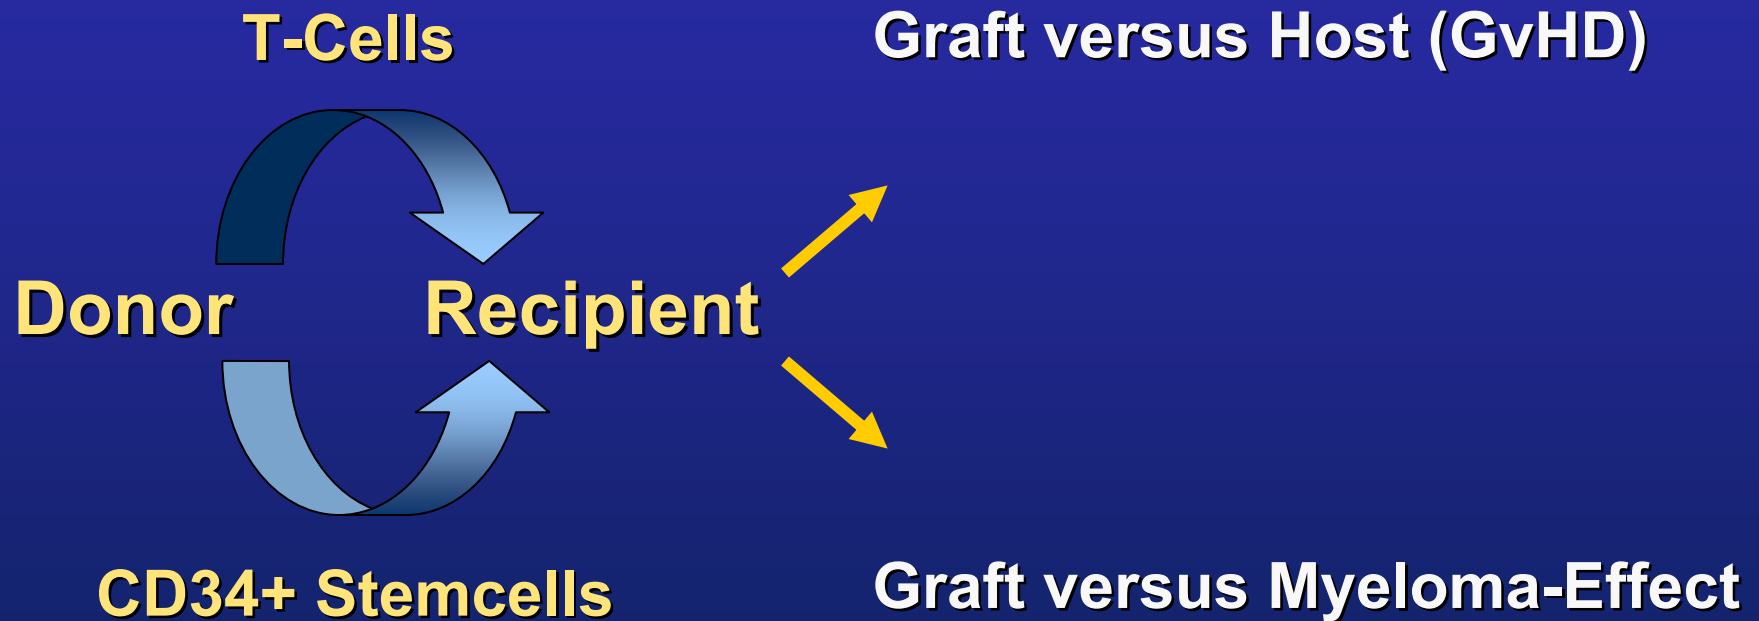 T-Cells
Graft versus Host (GvHD)
Donor
Recipient
CD34+ Stemcells
Graft versus Myeloma-Effect